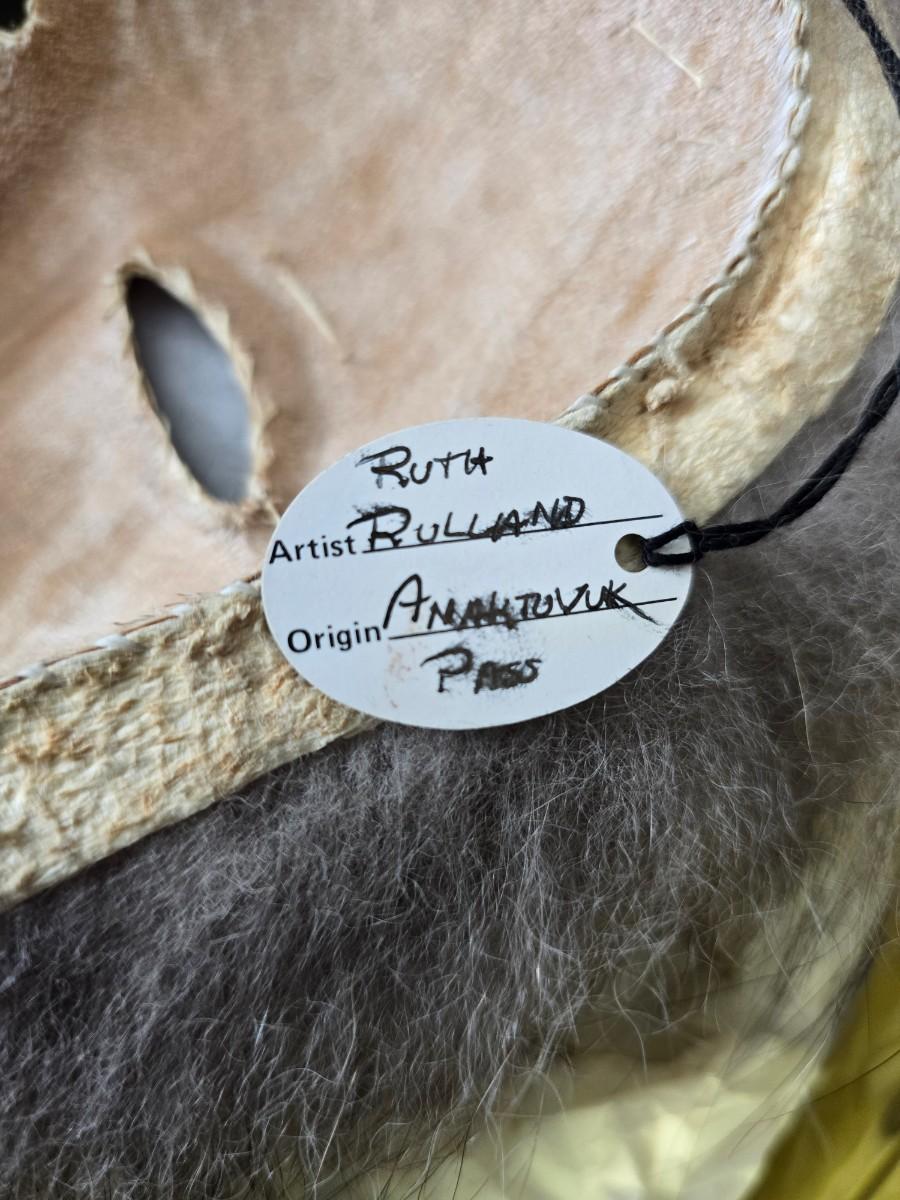 RUTH
Artist RULLAND
Origin ANAKTUVUK
PASS